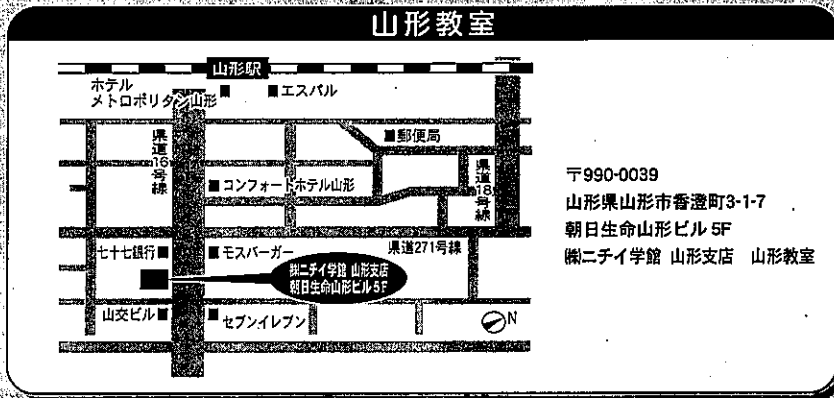 山形教室
山形駅
ホテル
メトロポリタン山形
エスパル
郵便局
県道16号線
コンフォートホテル山形
県道18号線
七十七銀行
モスバーガー
県道271号線
㈱ニチイ学館 山形支店
朝日生命山形ビル5F
山交ビル
セブンイレブン
N
〒990-0039
山形県山形市香澄町3-1-7
朝日生命山形ビル5F
㈱ニチイ学館 山形支店 山形教室